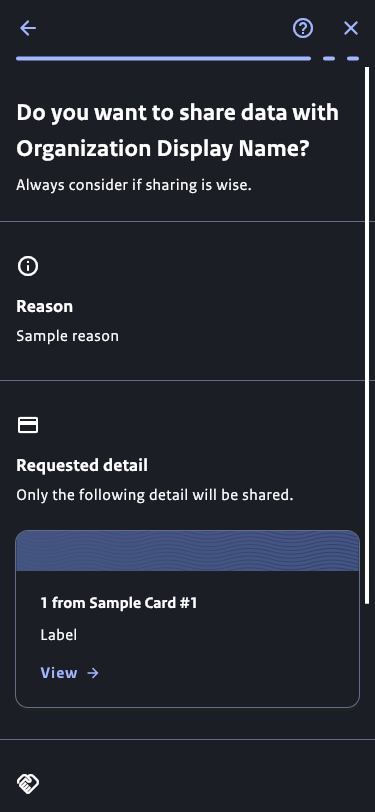 Do you want to share data with
Organization Display Name?
Always consider if sharing is wise.
Reason
Sample reason
Requested detail
Only the following detail will be shared.
1 from Sample Card #1
Label
View